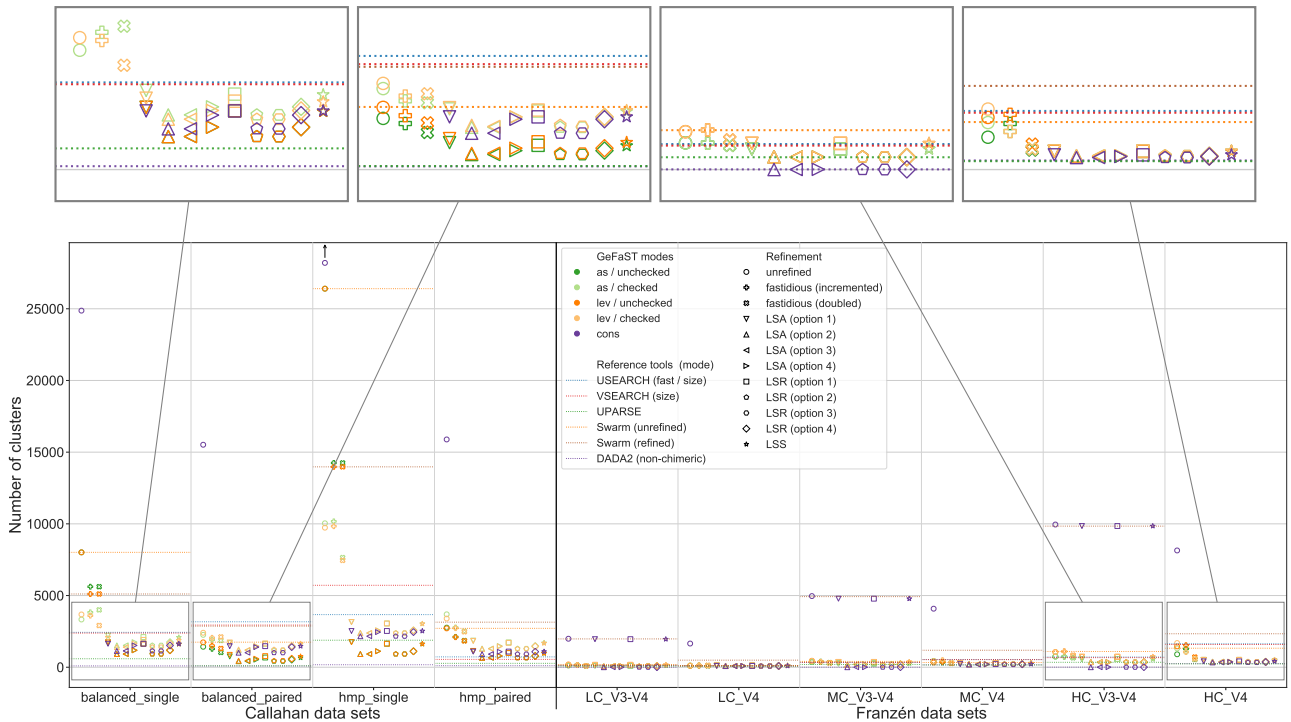 GeFaST modes
as / unchecked
as / checked
lev / unchecked
lev / checked
cons
Reference tools (mode)
USEARCH (fast / size)
VSEARCH (size)
UPARSE
Swarm (unrefined)
Swarm (refined)
DADA2 (non-chimeric)
Refinement
unrefined
fastidious (incremented)
fastidious (doubled)
LSA (option 1)
LSA (option 2)
LSA (option 3)
LSA (option 4)
LSR (option 1)
LSR (option 2)
LSR (option 3)
LSR (option 4)
LSS
Number of clusters
25000
20000
15000
10000
5000
0
balanced_single balanced_paired hmp_single hmp_paired LC_V3-V4 LC_V4 MC_V3-V4 MC_V4 HC_V3-V4 HC_V4
Callahan data sets Franzén data sets